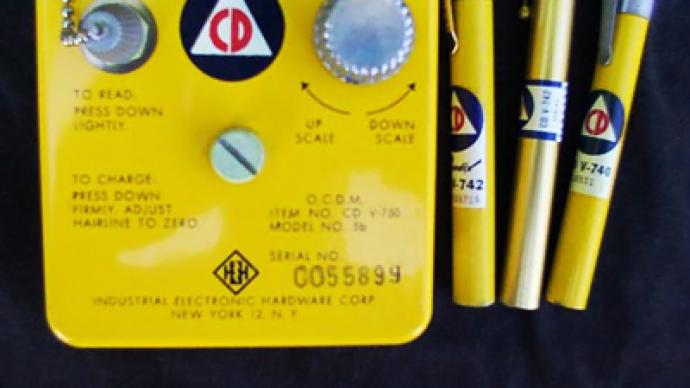 CD
TO READ:
PRESS DOWN
LIGHTLY.
UP
SCALE
DOWN
SCALE
TO CHARGE:
PRESS DOWN
FIRMLY. ADJUST
HAIRLINE TO ZERO.
O.C.D.M.
ITEM NO. CD V-750
MODEL NO. 5b
SERIAL NO.
0055899
INDUSTRIAL ELECTRONIC HARDWARE CORP.
NEW YORK 12, N.Y.
CD
V-742
CD V-742
CD
V-740